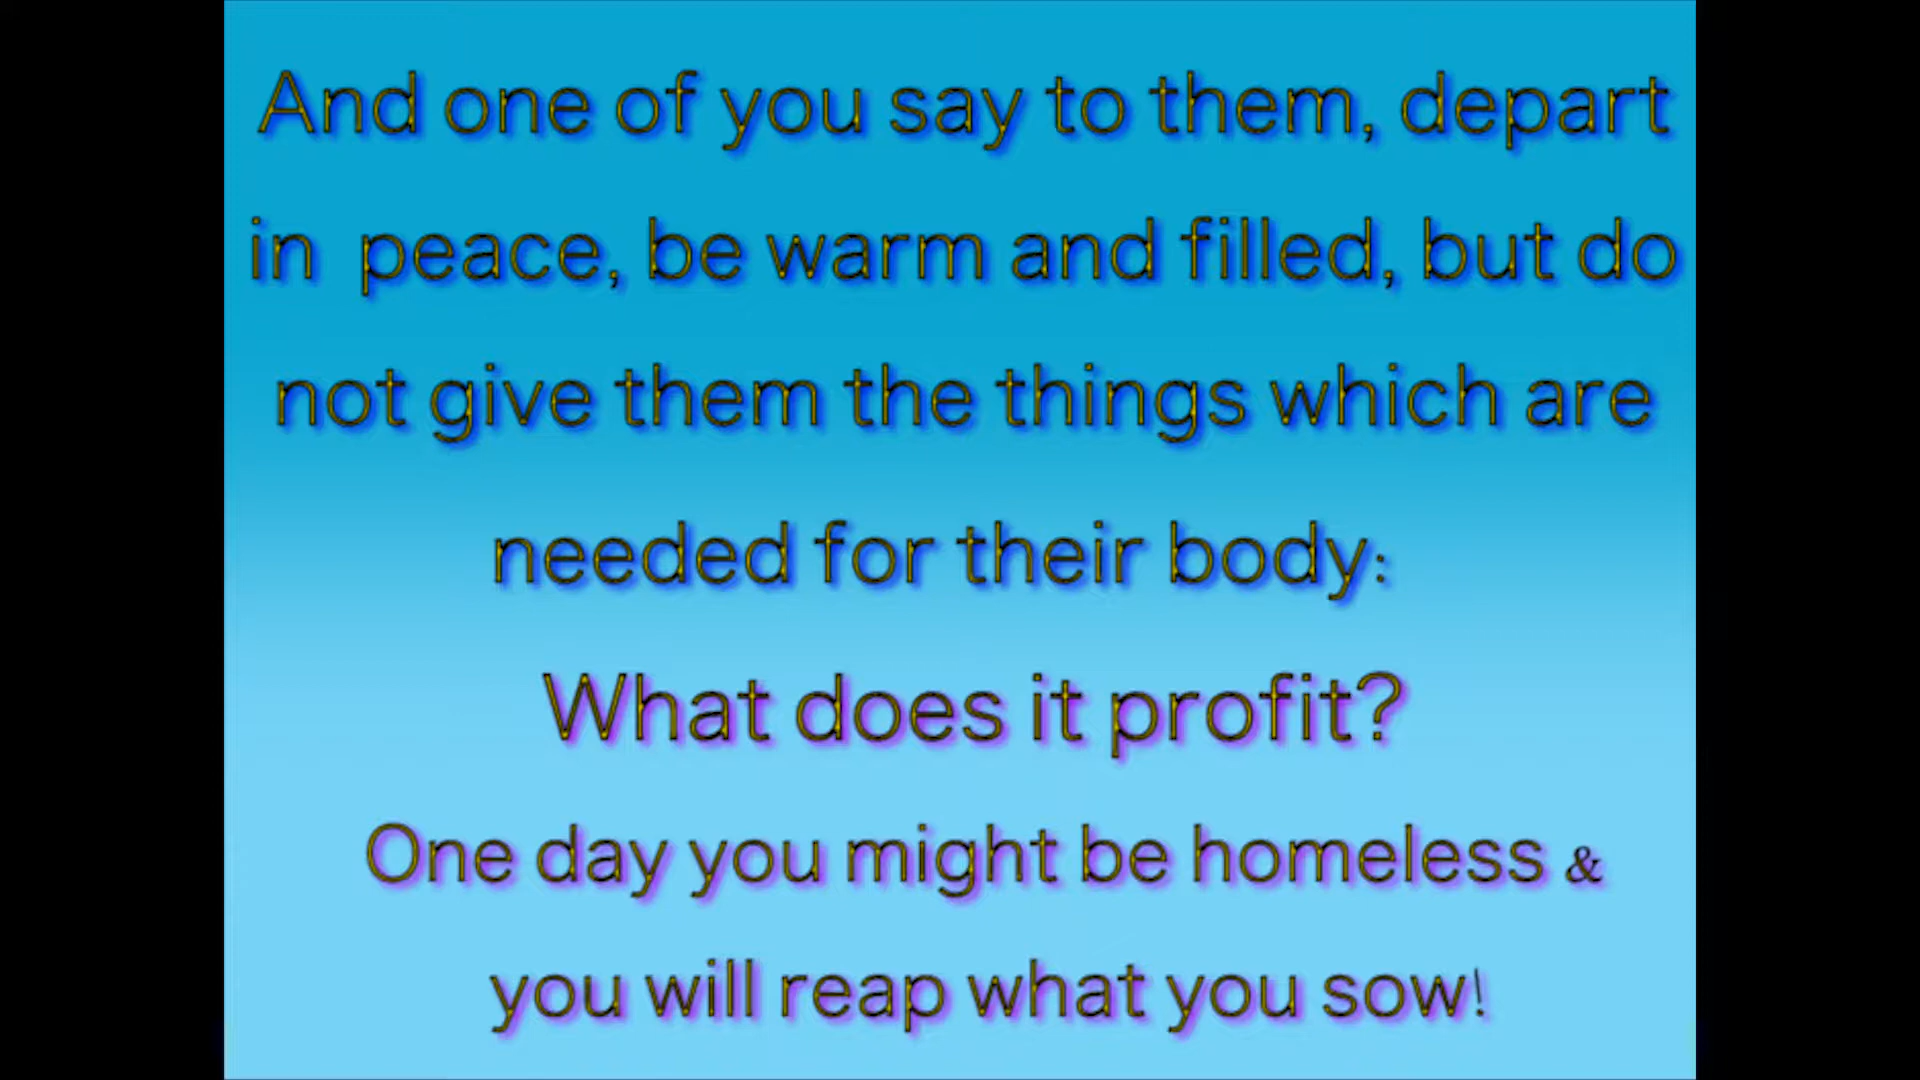 And one of you say to them, depart
in peace, be warm and filled, but do
not give them the things which are
needed for their body:
What does it profit?
One day you might be homeless &
you will reap what you sow!